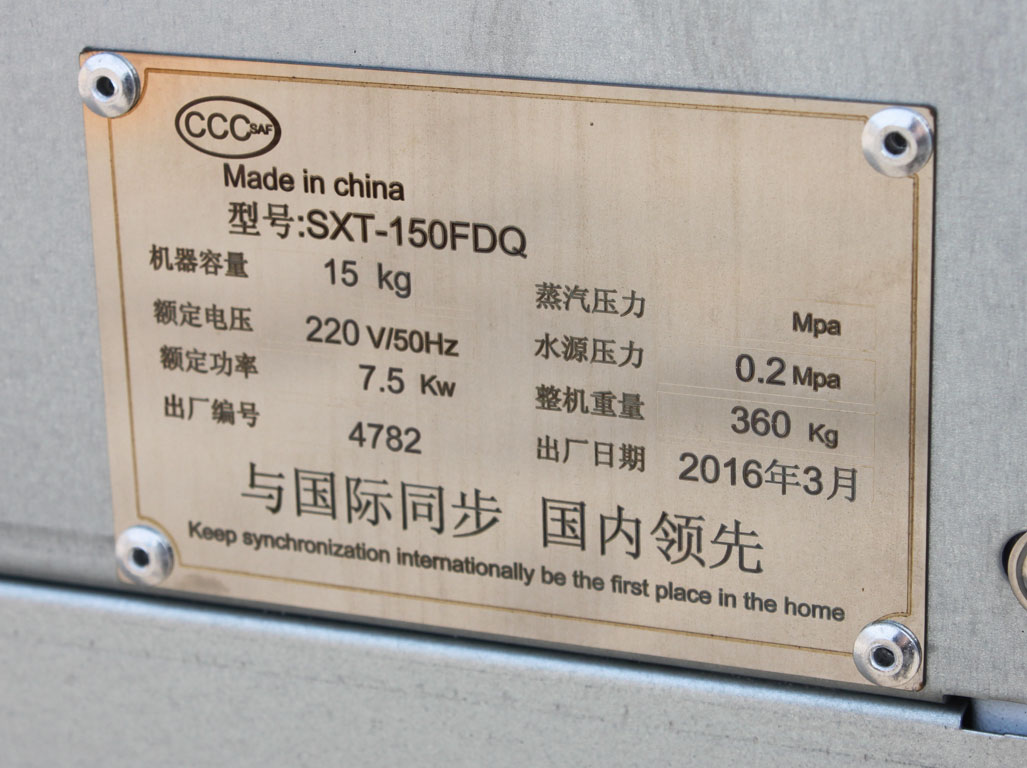 CCC SAF
Made in china
型号:SXT-150FDQ
机器容量 15 kg
蒸汽压力 Mpa
额定电压 220 V/50Hz
水源压力 0.2 Mpa
额定功率 7.5 Kw
整机重量 360 Kg
出厂编号 4782
出厂日期 2016年3月
与国际同步 国内领先
Keep synchronization internationally be the first place in the home